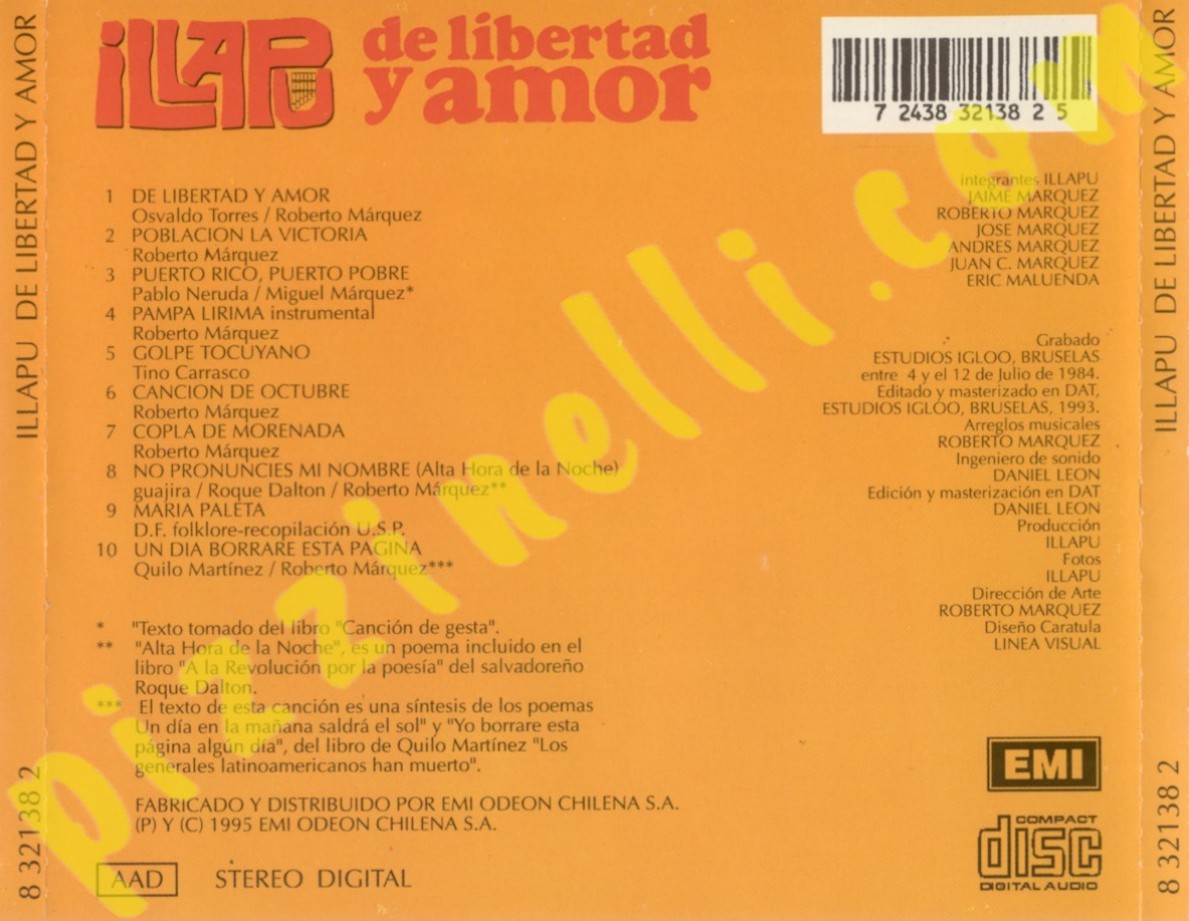 ILLAPU
de libertad
y amor
7 24383 21382 5
1 DE LIBERTAD Y AMOR
Osvaldo Torres / Roberto Márquez
2 POBLACION LA VICTORIA
Roberto Márquez
3 PUERTO RICO, PUERTO POBRE
Pablo Neruda / Miguel Márquez*
4 PAMPA LIRIMA instrumental
Roberto Márquez
5 GOLPE TOCUYANO
Tino Carrasco
6 CANCION DE OCTUBRE
Roberto Márquez
7 COPLA DE MORENADA
Roberto Márquez
8 NO PRONUNCIES MI NOMBRE (Alta Hora de la Noche)
guajira / Roque Dalton / Roberto Márquez**
9 MARIA PALETA
D.F. folklore-recopilación U.S.P.
10 UN DIA BORRARE ESTA PAGINA
Quilo Martínez / Roberto Márquez***
* "Texto tomado del libro "Canción de gesta".
** "Alta Hora de la Noche", es un poema incluido en el
libro "A la Revolución por la poesía" del salvadoreño
Roque Dalton.
*** El texto de esta canción es una síntesis de los poemas
Un día en la mañana saldrá el sol" y "Yo borrare esta
página algún día", del libro de Quilo Martínez "Los
generales latinoamericanos han muerto".
FABRICADO Y DISTRIBUIDO POR EMI ODEON CHILENA S.A.
(P) Y (C) 1995 EMI ODEON CHILENA S.A.
AAD STEREO DIGITAL
integrantes ILLAPU
JAIME MARQUEZ
ROBERTO MARQUEZ
JOSE MARQUEZ
ANDRES MARQUEZ
JUAN C. MARQUEZ
ERIC MALUENDA
Grabado
ESTUDIOS IGLOO, BRUSELAS
entre 4 y el 12 de Julio de 1984.
Editado y masterizado en DAT,
ESTUDIOS IGLOO, BRUSELAS, 1993.
Arreglos musicales
ROBERTO MARQUEZ
Ingeniero de sonido
DANIEL LEON
Edición y masterización en DAT
DANIEL LEON
Producción
ILLAPU
Fotos
ILLAPU
Dirección de Arte
ROBERTO MARQUEZ
Diseño Caratula
LINEA VISUAL
EMI
COMPACT
disc
DIGITAL AUDIO
ILLAPU DE LIBERTAD Y AMOR
8 32138 2
ILLAPU DE LIBERTAD Y AMOR
8 32138 2
pizzinelli.com